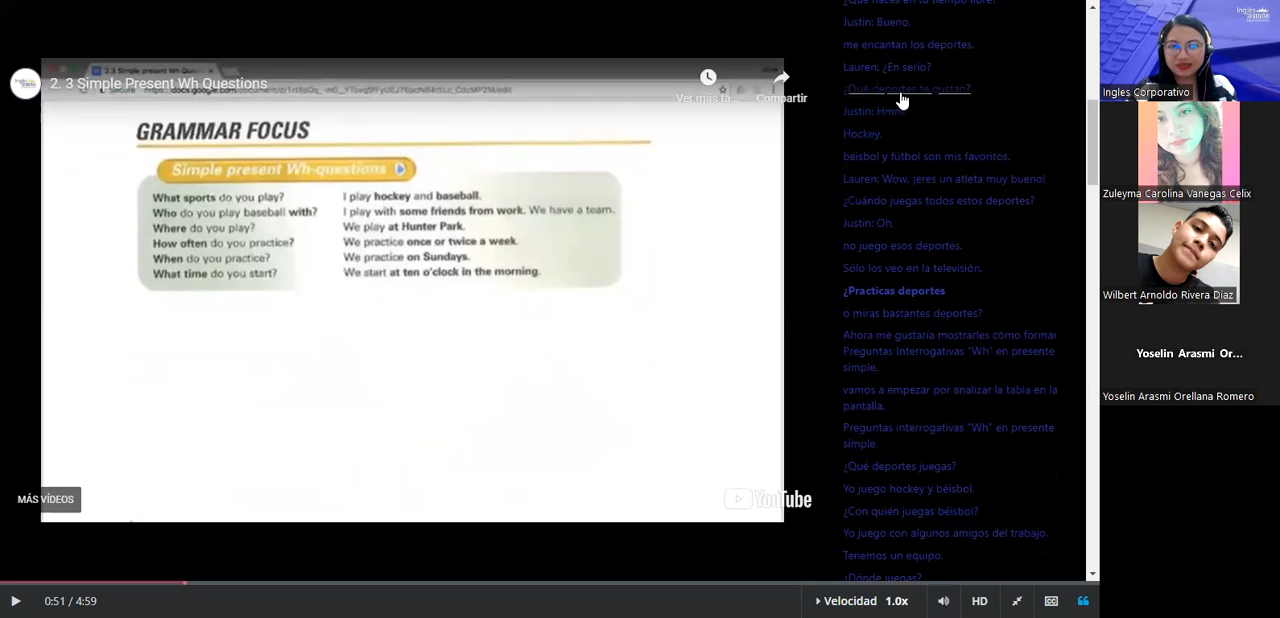 2. 3 Simple Present Wh Questions
Ver más ta...
Compartir
GRAMMAR FOCUS
Simple present Wh-questions
What sports do you play? I play hockey and baseball.
Who do you play baseball with? I play with some friends from work. We have a team.
Where do you play? We play at Hunter Park.
How often do you practice? We practice once or twice a week.
When do you practice? We practice on Sundays.
What time do you start? We start at ten o'clock in the morning.
MÁS VÍDEOS
YouTube
0:51 / 4:59
Velocidad 1.0x
HD
CC
¿Qué haces en tu tiempo libre?
Justin: Bueno,
me encantan los deportes.
Lauren: ¿En serio?
¿Qué deportes te gustan?
Justin: Hmm,
Hockey,
béisbol y fútbol son mis favoritos.
Lauren: Wow, ¡eres un atleta muy bueno!
¿Cuándo juegas todos estos deportes?
Justin: Oh,
no juego esos deportes.
Sólo los veo en la televisión.
¿Practicas deportes
o miras bastantes deportes?
Ahora me gustaría mostrarles cómo formar
Preguntas Interrogativas "Wh" en presente
simple,
vamos a empezar por analizar la tabla en la
pantalla.
Preguntas interrogativas "Wh" en presente
simple.
¿Qué deportes juegas?
Yo juego hockey y béisbol.
¿Con quién juegas béisbol?
Yo juego con algunos amigos del trabajo.
Tenemos un equipo.
¿Dónde juegas?
Ingles Corporativo
Zuleyma Carolina Vanegas Celix
Wilbert Arnoldo Rivera Diaz
Yoselin Arasmi Or...
Yoselin Arasmi Orellana Romero